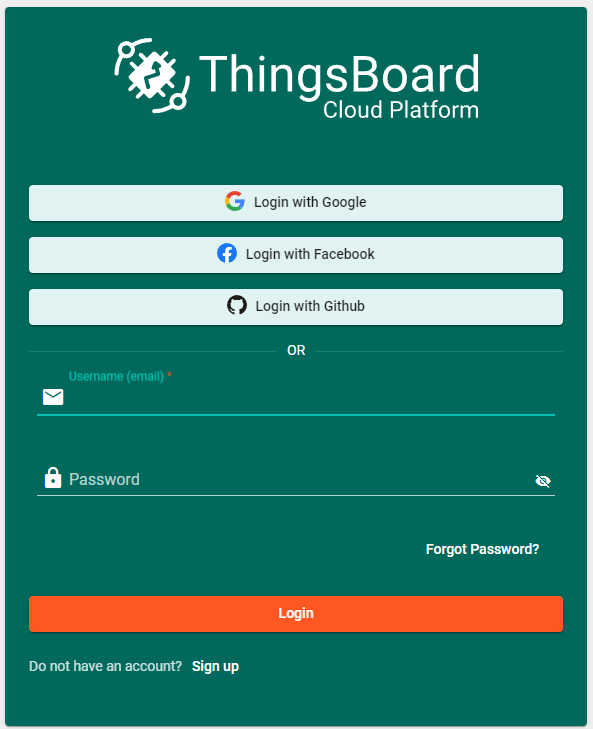 ThingsBoard
Cloud Platform
Login with Google
Login with Facebook
Login with Github
OR
Username (email) *
Password
Forgot Password?
Login
Do not have an account? Sign up